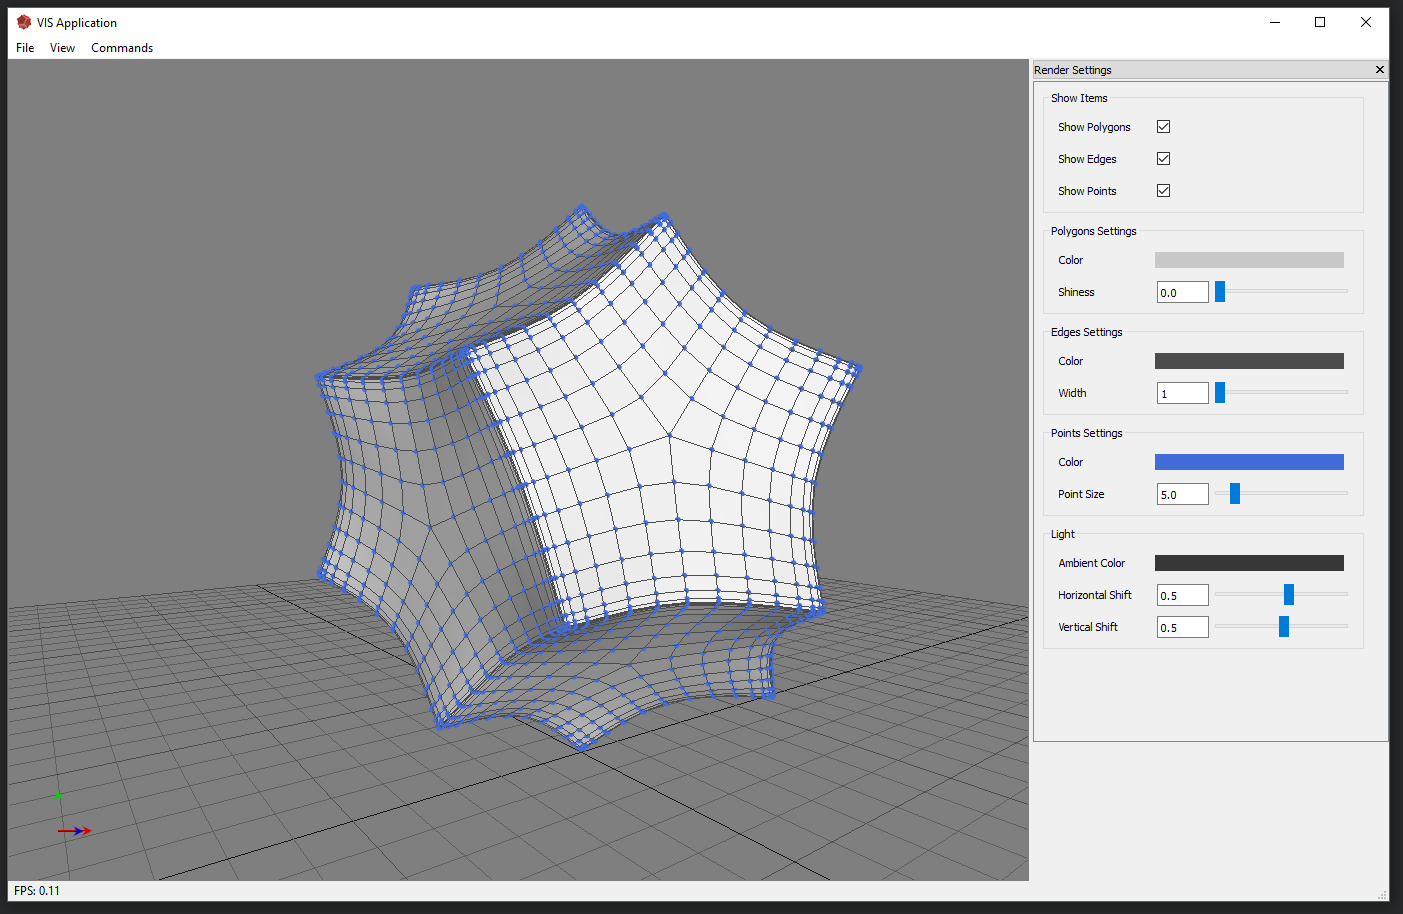 VIS Application
File View Commands
Render Settings
Show Items
Show Polygons
Show Edges
Show Points
Polygons Settings
Color
Shiness 0.0
Edges Settings
Color
Width 1
Points Settings
Color
Point Size 5.0
Light
Ambient Color
Horizontal Shift 0.5
Vertical Shift 0.5
FPS: 0.11